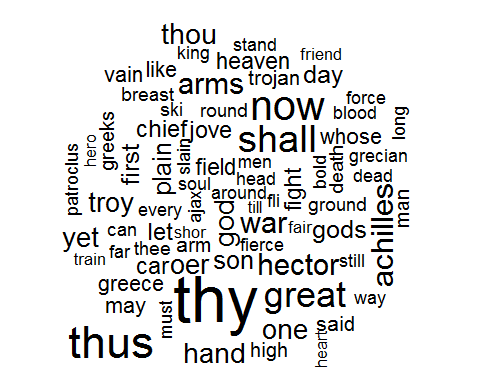 thou
king
stand
friend
heaven
vain
like
arms
trojan
day
breast
ski
round
now
force
blood
long
hero
greeks
chief
jove
shall
whose
patroclus
first
plain
slain
field
men
fight
bold
death
grecian
soul
head
dead
troy
every
ajax
around
till
fli
ground
achilles
man
yet
can
let
shor
god
war
fair
gods
train
far
thee
arm
fierce
car
oer
son
hector
still
greece
thy
great
way
may
must
thus
one
said
hand
high
heart